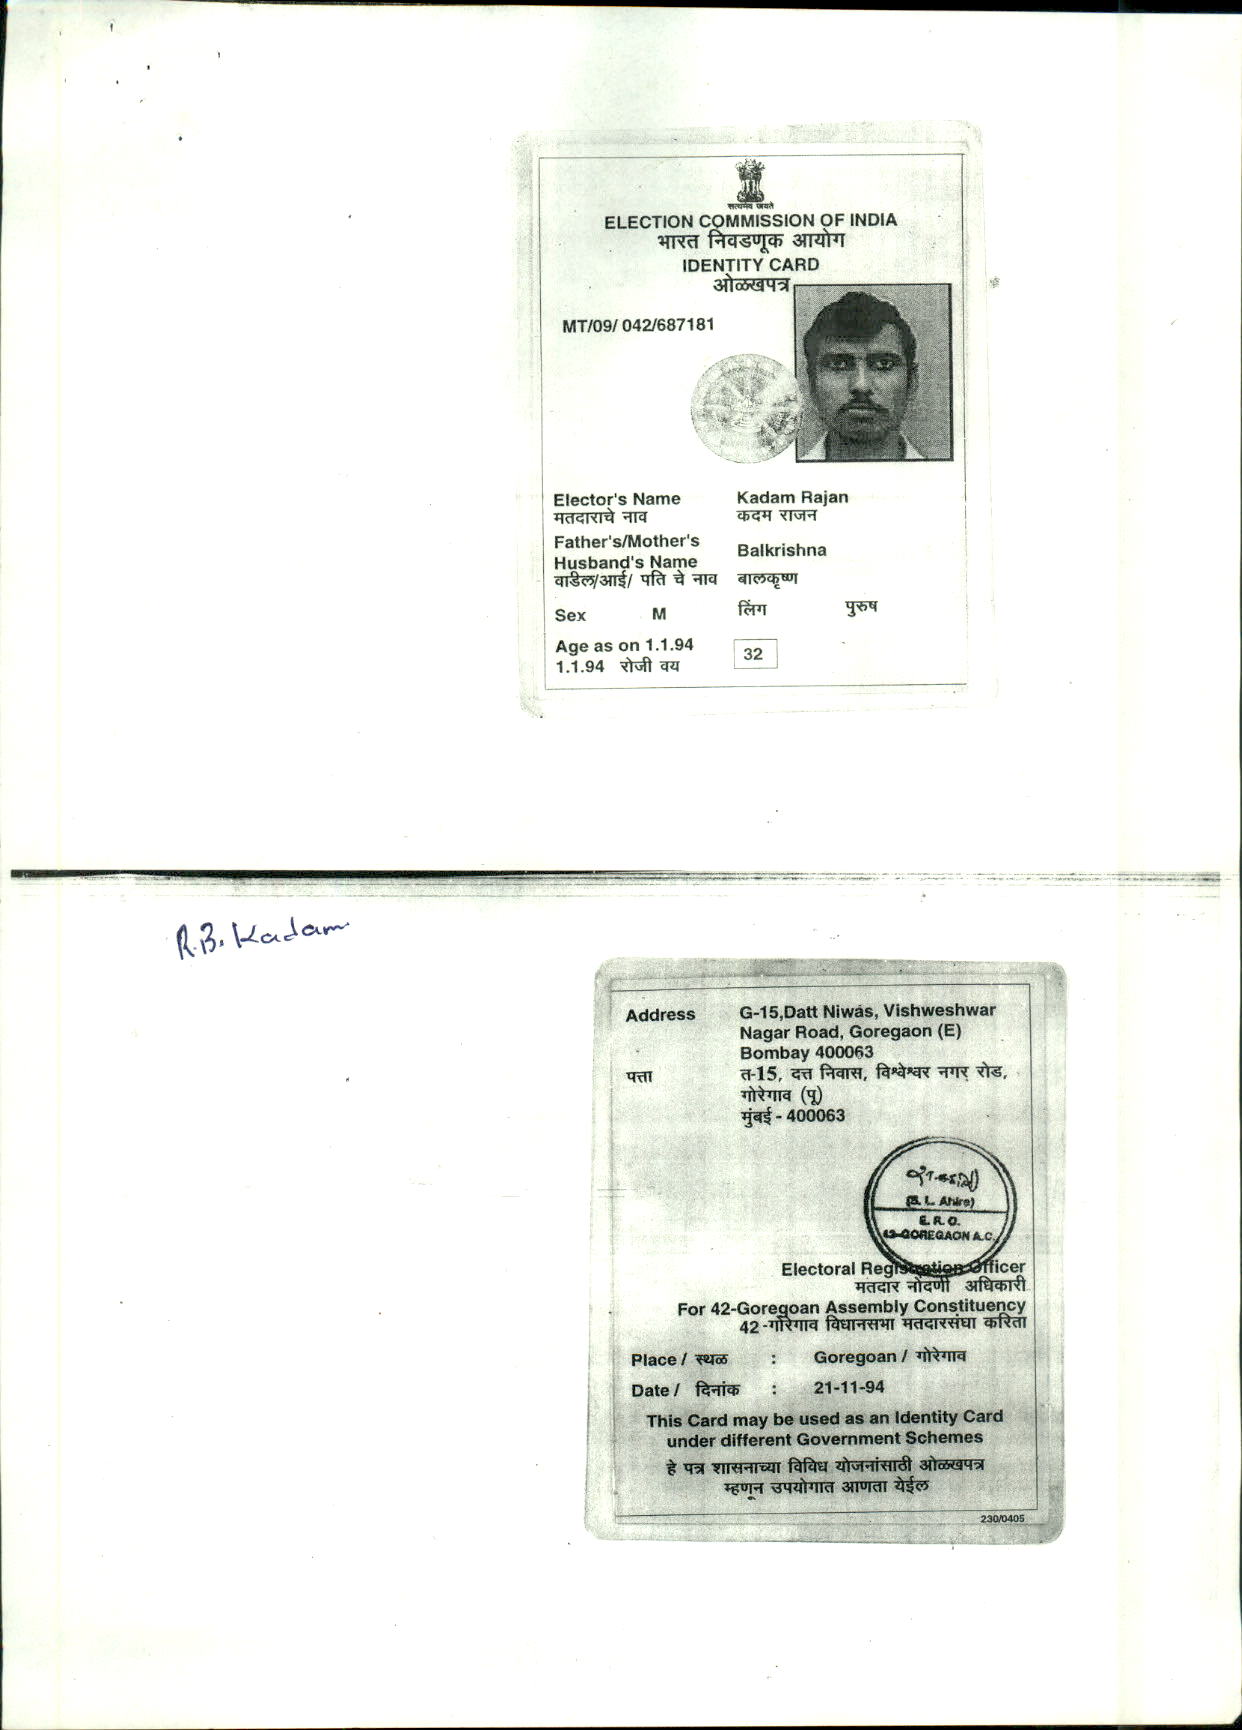 सत्यमेव जयते
ELECTION COMMISSION OF INDIA
भारत निवडणूक आयोग
IDENTITY CARD
ओळखपत्र
MT/09/ 042/687181
Elector's Name Kadam Rajan
मतदाराचे नाव कदम राजन
Father's/Mother's
Husband's Name Balkrishna
वाडील/आई/ पति चे नाव बालकृष्ण
Sex M लिंग पुरुष
Age as on 1.1.94
1.1.94 रोजी वय 32
R.B. Kadam
Address G-15,Datt Niwas, Vishweshwar
Nagar Road, Goregaon (E)
Bombay 400063
पत्ता त-15, दत्त निवास, विश्वेश्वर नगर रोड,
गोरेगाव (पू)
मुंबई - 400063
(B. L. Ahire)
E. R. O.
42-GOREGAON A.C.
Electoral Registration Officer
मतदार नोंदणी अधिकारी
For 42-Goregoan Assembly Constituency
42 -गोरेगाव विधानसभा मतदारसंघा करिता
Place / स्थळ : Goregoan / गोरेगाव
Date / दिनांक : 21-11-94
This Card may be used as an Identity Card
under different Government Schemes
हे पत्र शासनाच्या विविध योजनांसाठी ओळखपत्र
म्हणून उपयोगात आणता येईल
230/0405